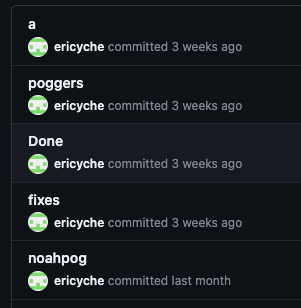 a
ericyche committed 3 weeks ago
poggers
ericyche committed 3 weeks ago
Done
ericyche committed 3 weeks ago
fixes
ericyche committed 3 weeks ago
noahpog
ericyche committed last month